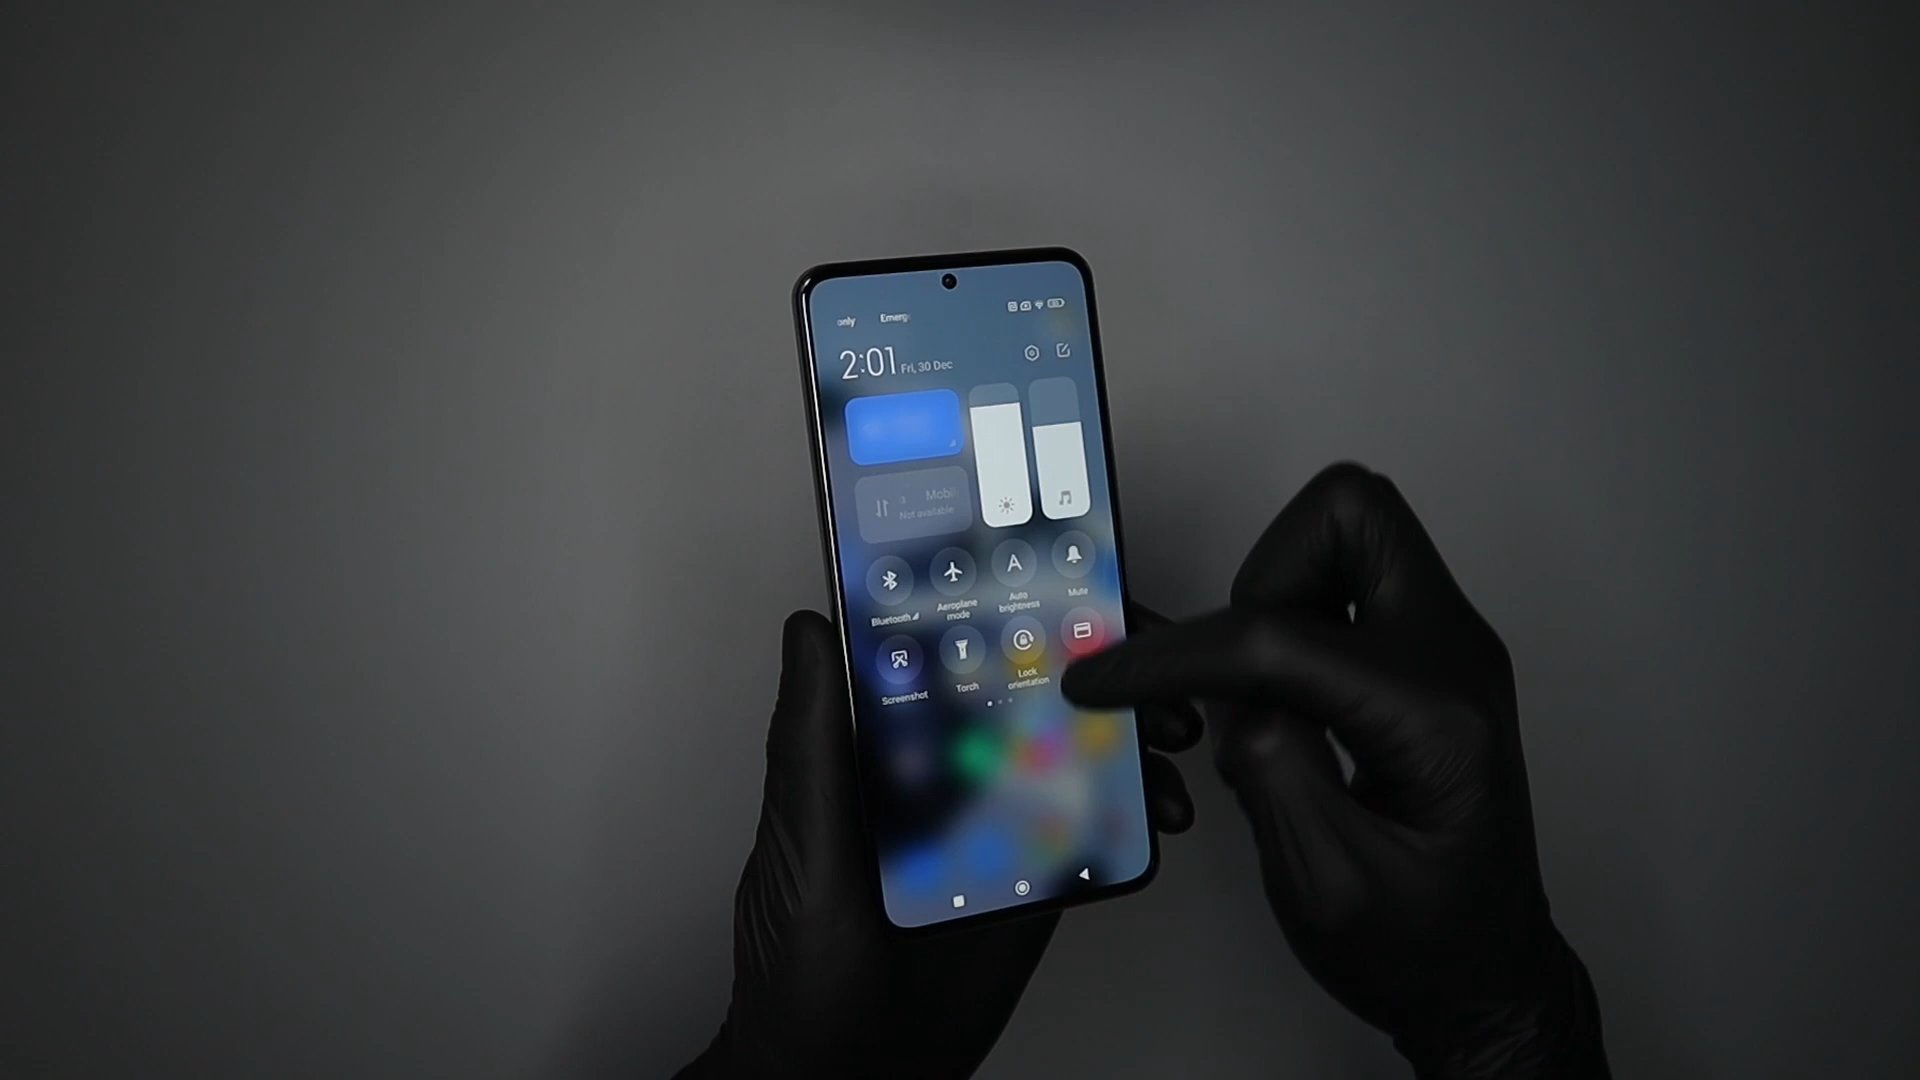 only Emerg
2:01 Fri, 30 Dec
Mobi
Not available
Bluetooth
Aeroplane
mode
Auto
brightness
Mute
Screenshot
Torch
Lock
orientation